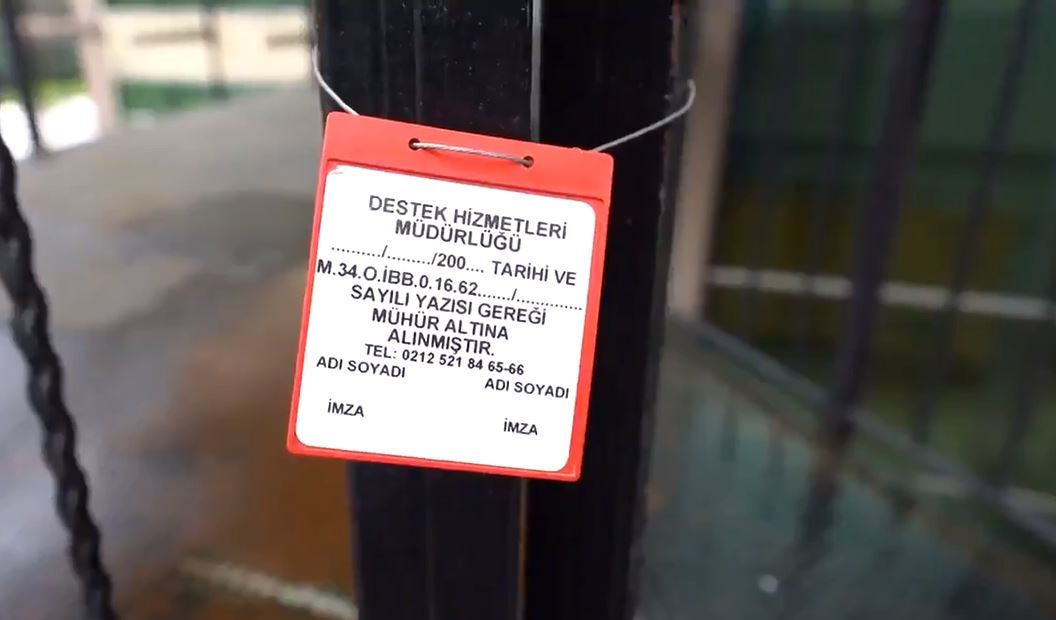 DESTEK HİZMETLERİ
MÜDÜRLÜĞÜ
........../........./200.... TARİHİ VE
M.34.O.İBB.0.16.62......./..............
SAYILI YAZISI GEREĞİ
MÜHÜR ALTINA
ALINMIŞTIR.
TEL: 0212 521 84 65-66
ADI SOYADI ADI SOYADI
İMZA İMZA